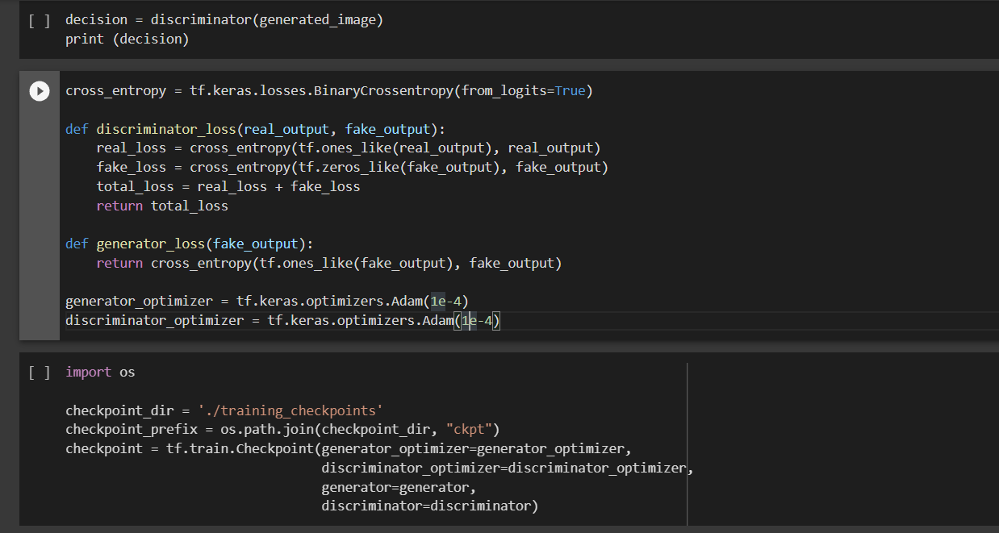 [ ] decision = discriminator(generated_image)
print (decision)
cross_entropy = tf.keras.losses.BinaryCrossentropy(from_logits=True)
def discriminator_loss(real_output, fake_output):
    real_loss = cross_entropy(tf.ones_like(real_output), real_output)
    fake_loss = cross_entropy(tf.zeros_like(fake_output), fake_output)
    total_loss = real_loss + fake_loss
    return total_loss
def generator_loss(fake_output):
    return cross_entropy(tf.ones_like(fake_output), fake_output)
generator_optimizer = tf.keras.optimizers.Adam(1e-4)
discriminator_optimizer = tf.keras.optimizers.Adam(1e-4)
[ ] import os
checkpoint_dir = './training_checkpoints'
checkpoint_prefix = os.path.join(checkpoint_dir, "ckpt")
checkpoint = tf.train.Checkpoint(generator_optimizer=generator_optimizer,
                                 discriminator_optimizer=discriminator_optimizer,
                                 generator=generator,
                                 discriminator=discriminator)